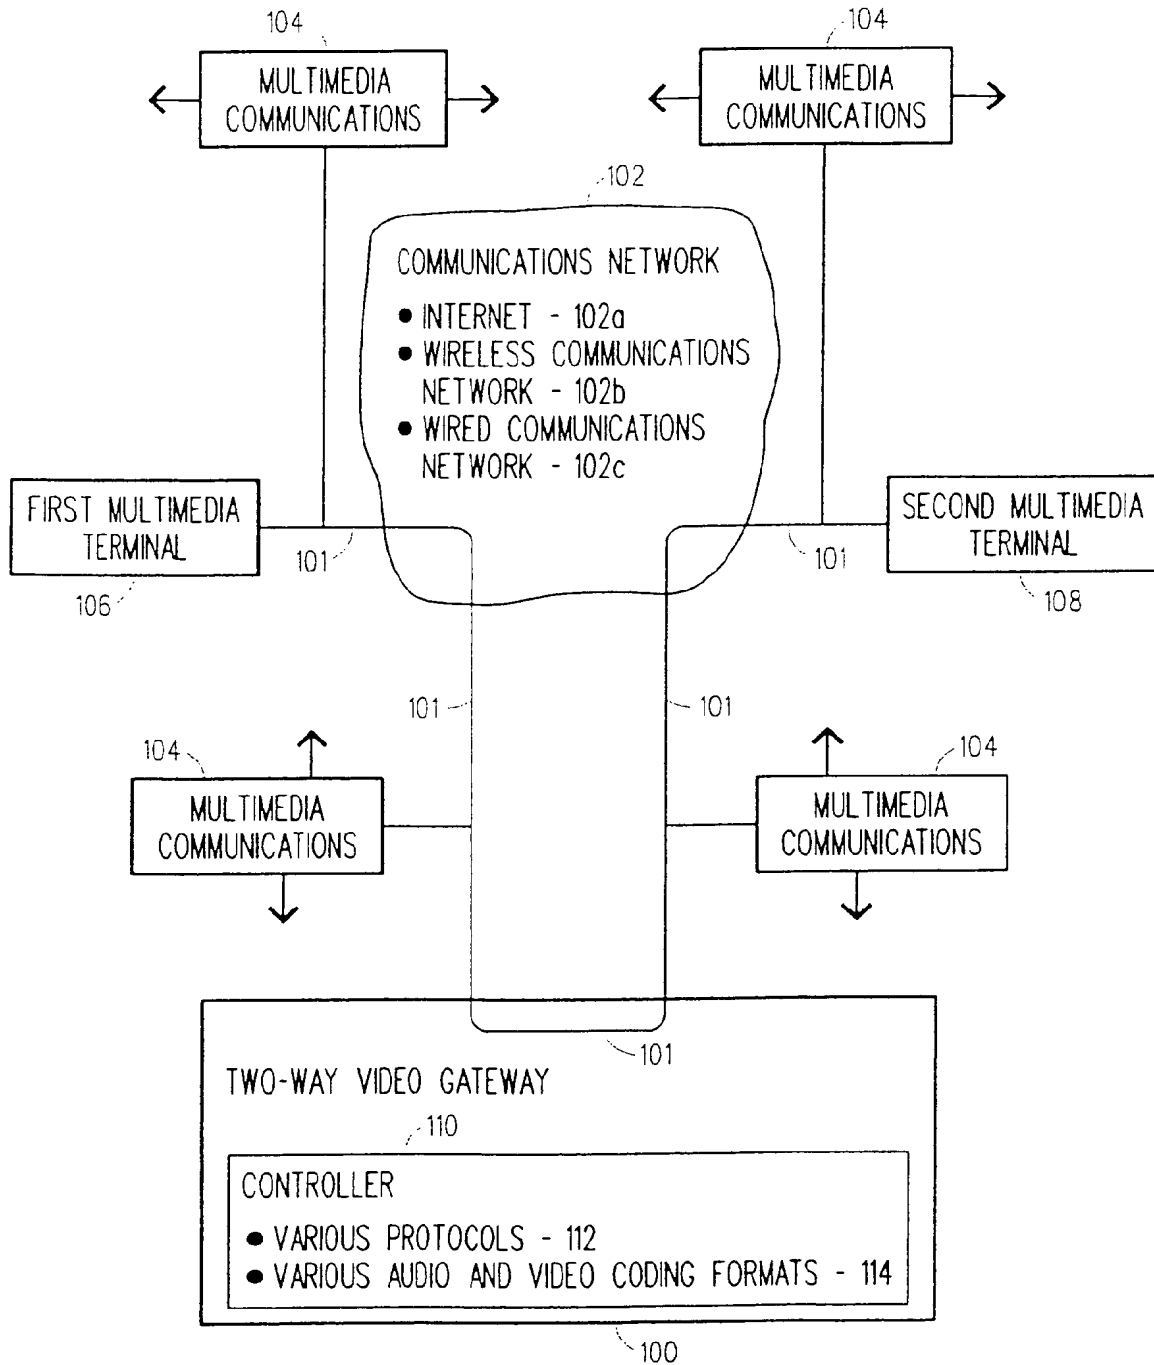 104
104
MULTIMEDIA
COMMUNICATIONS
MULTIMEDIA
COMMUNICATIONS
102
COMMUNICATIONS NETWORK
• INTERNET - 102a
• WIRELESS COMMUNICATIONS
NETWORK - 102b
• WIRED COMMUNICATIONS
NETWORK - 102c
FIRST MULTIMEDIA
TERMINAL
101
106
SECOND MULTIMEDIA
TERMINAL
101
108
101
101
104
MULTIMEDIA
COMMUNICATIONS
104
MULTIMEDIA
COMMUNICATIONS
101
TWO-WAY VIDEO GATEWAY
110
CONTROLLER
• VARIOUS PROTOCOLS - 112
• VARIOUS AUDIO AND VIDEO CODING FORMATS - 114
100